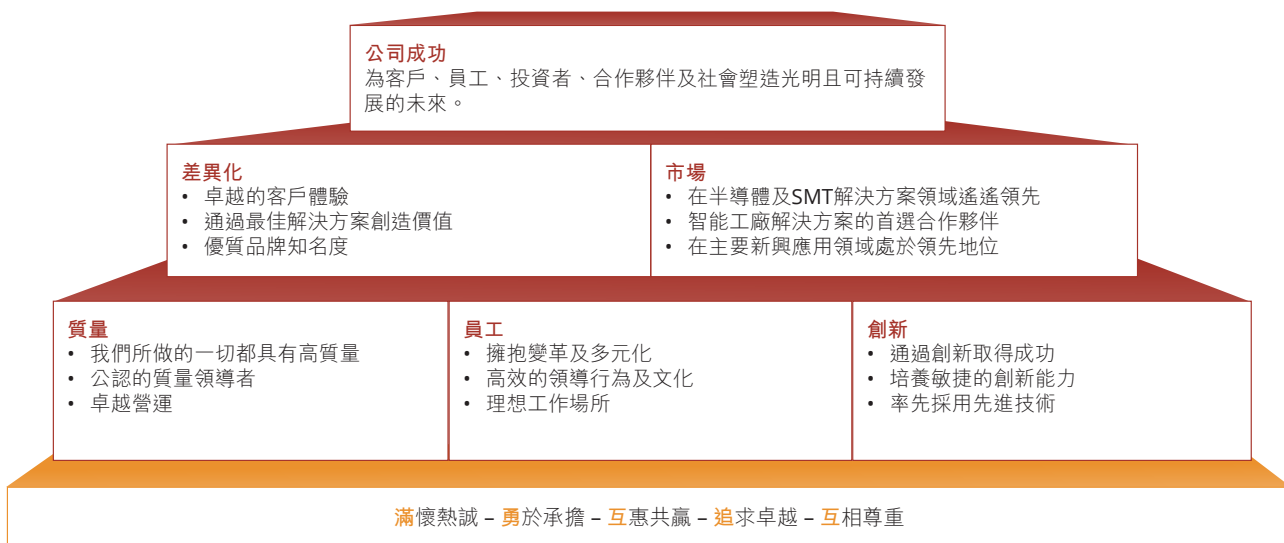 公司成功
為客戶、員工、投資者、合作夥伴及社會塑造光明且可持續發
展的未來。
差異化
• 卓越的客戶體驗
• 通過最佳解決方案創造價值
• 優質品牌知名度
市場
• 在半導體及SMT解決方案領域遙遙領先
• 智能工廠解決方案的首選合作夥伴
• 在主要新興應用領域處於領先地位
質量
• 我們所做的一切都具有高質量
• 公認的質量領導者
• 卓越營運
員工
• 擁抱變革及多元化
• 高效的領導行為及文化
• 理想工作場所
創新
• 通過創新取得成功
• 培養敏捷的創新能力
• 率先採用先進技術
滿懷熱誠 – 勇於承擔 – 互惠共贏 – 追求卓越 – 互相尊重